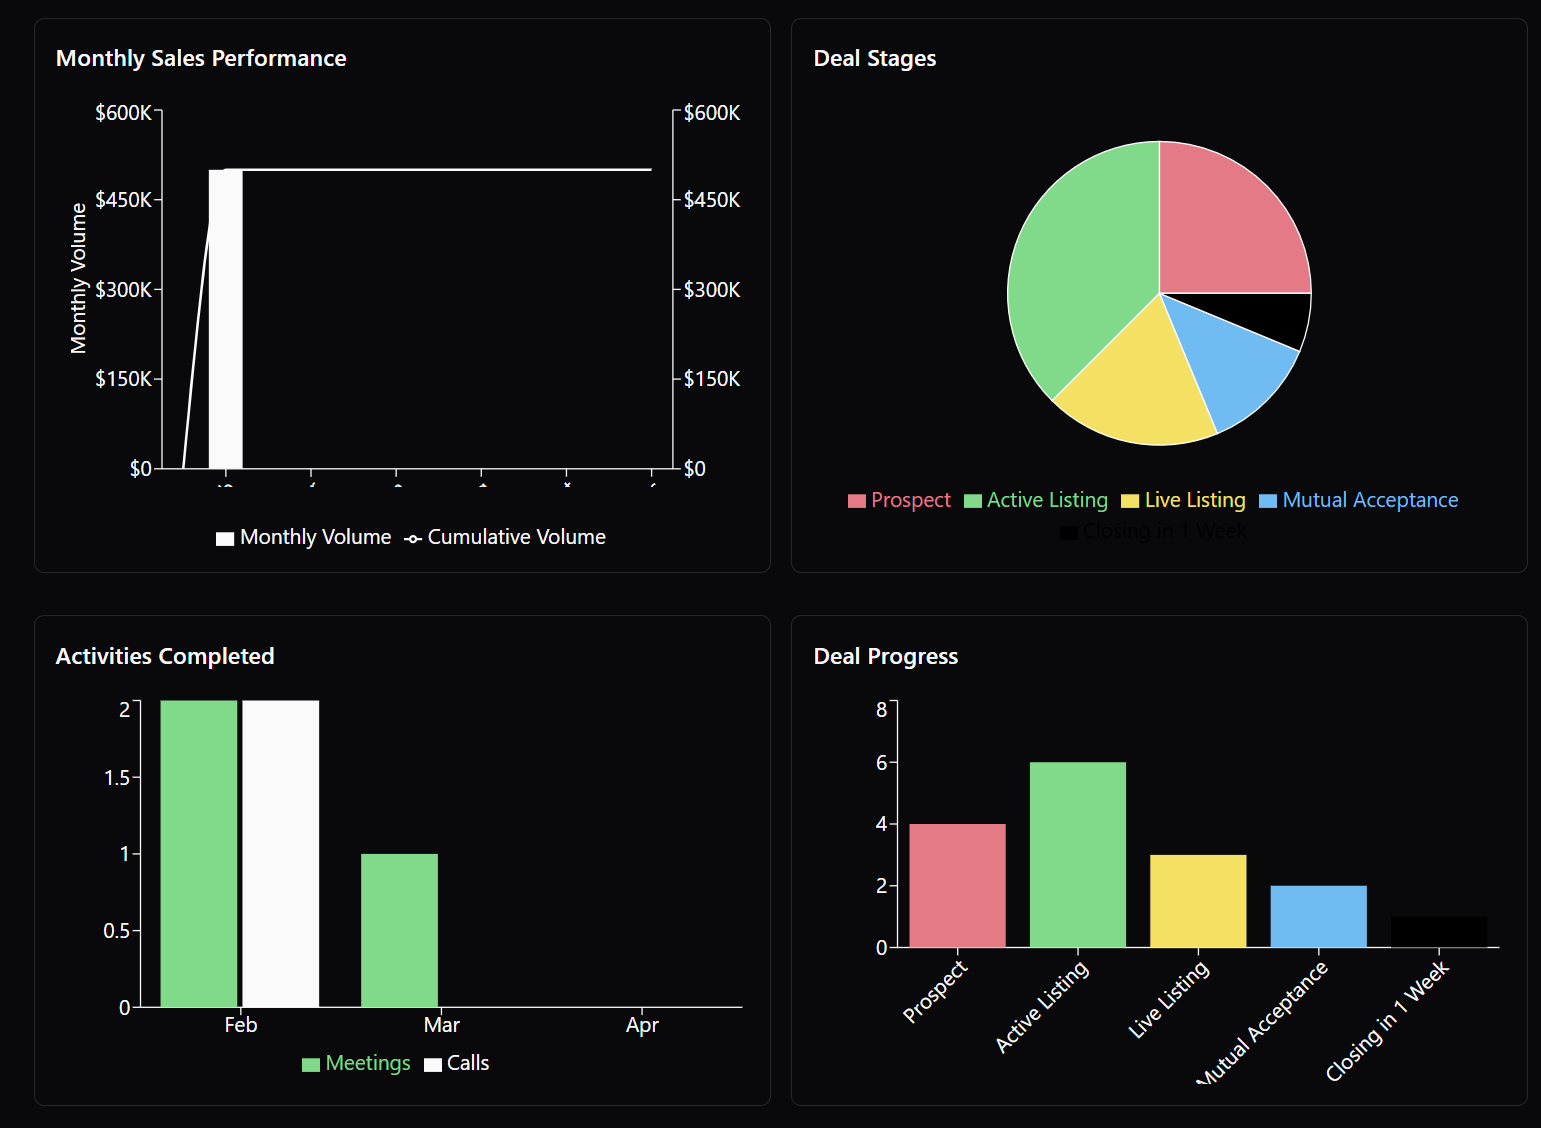 Monthly Sales Performance
$600K
$450K
$300K
$150K
$0
Monthly Volume
$600K
$450K
$300K
$150K
$0
Monthly Volume Cumulative Volume
Deal Stages
Prospect Active Listing Live Listing Mutual Acceptance
Closing in 1 Week
Activities Completed
2
1.5
1
0.5
0
Feb Mar Apr
Meetings Calls
Deal Progress
8
6
4
2
0
Prospect
Active Listing
Live Listing
Mutual Acceptance
Closing in 1 Week